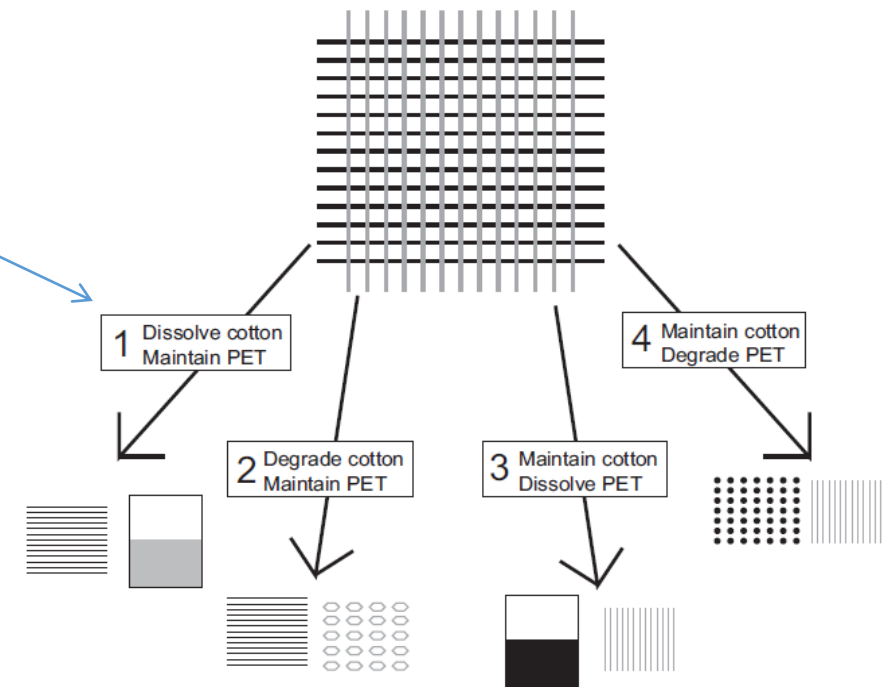 1 Dissolve cotton
Maintain PET
4 Maintain cotton
Degrade PET
2 Degrade cotton
Maintain PET
3 Maintain cotton
Dissolve PET